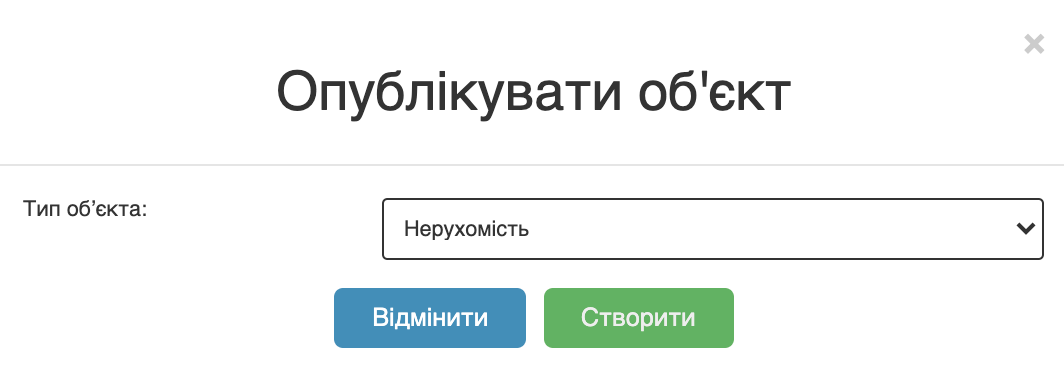 Опублікувати об'єкт
Тип об’єкта:
Нерухомість
Відмінити
Створити